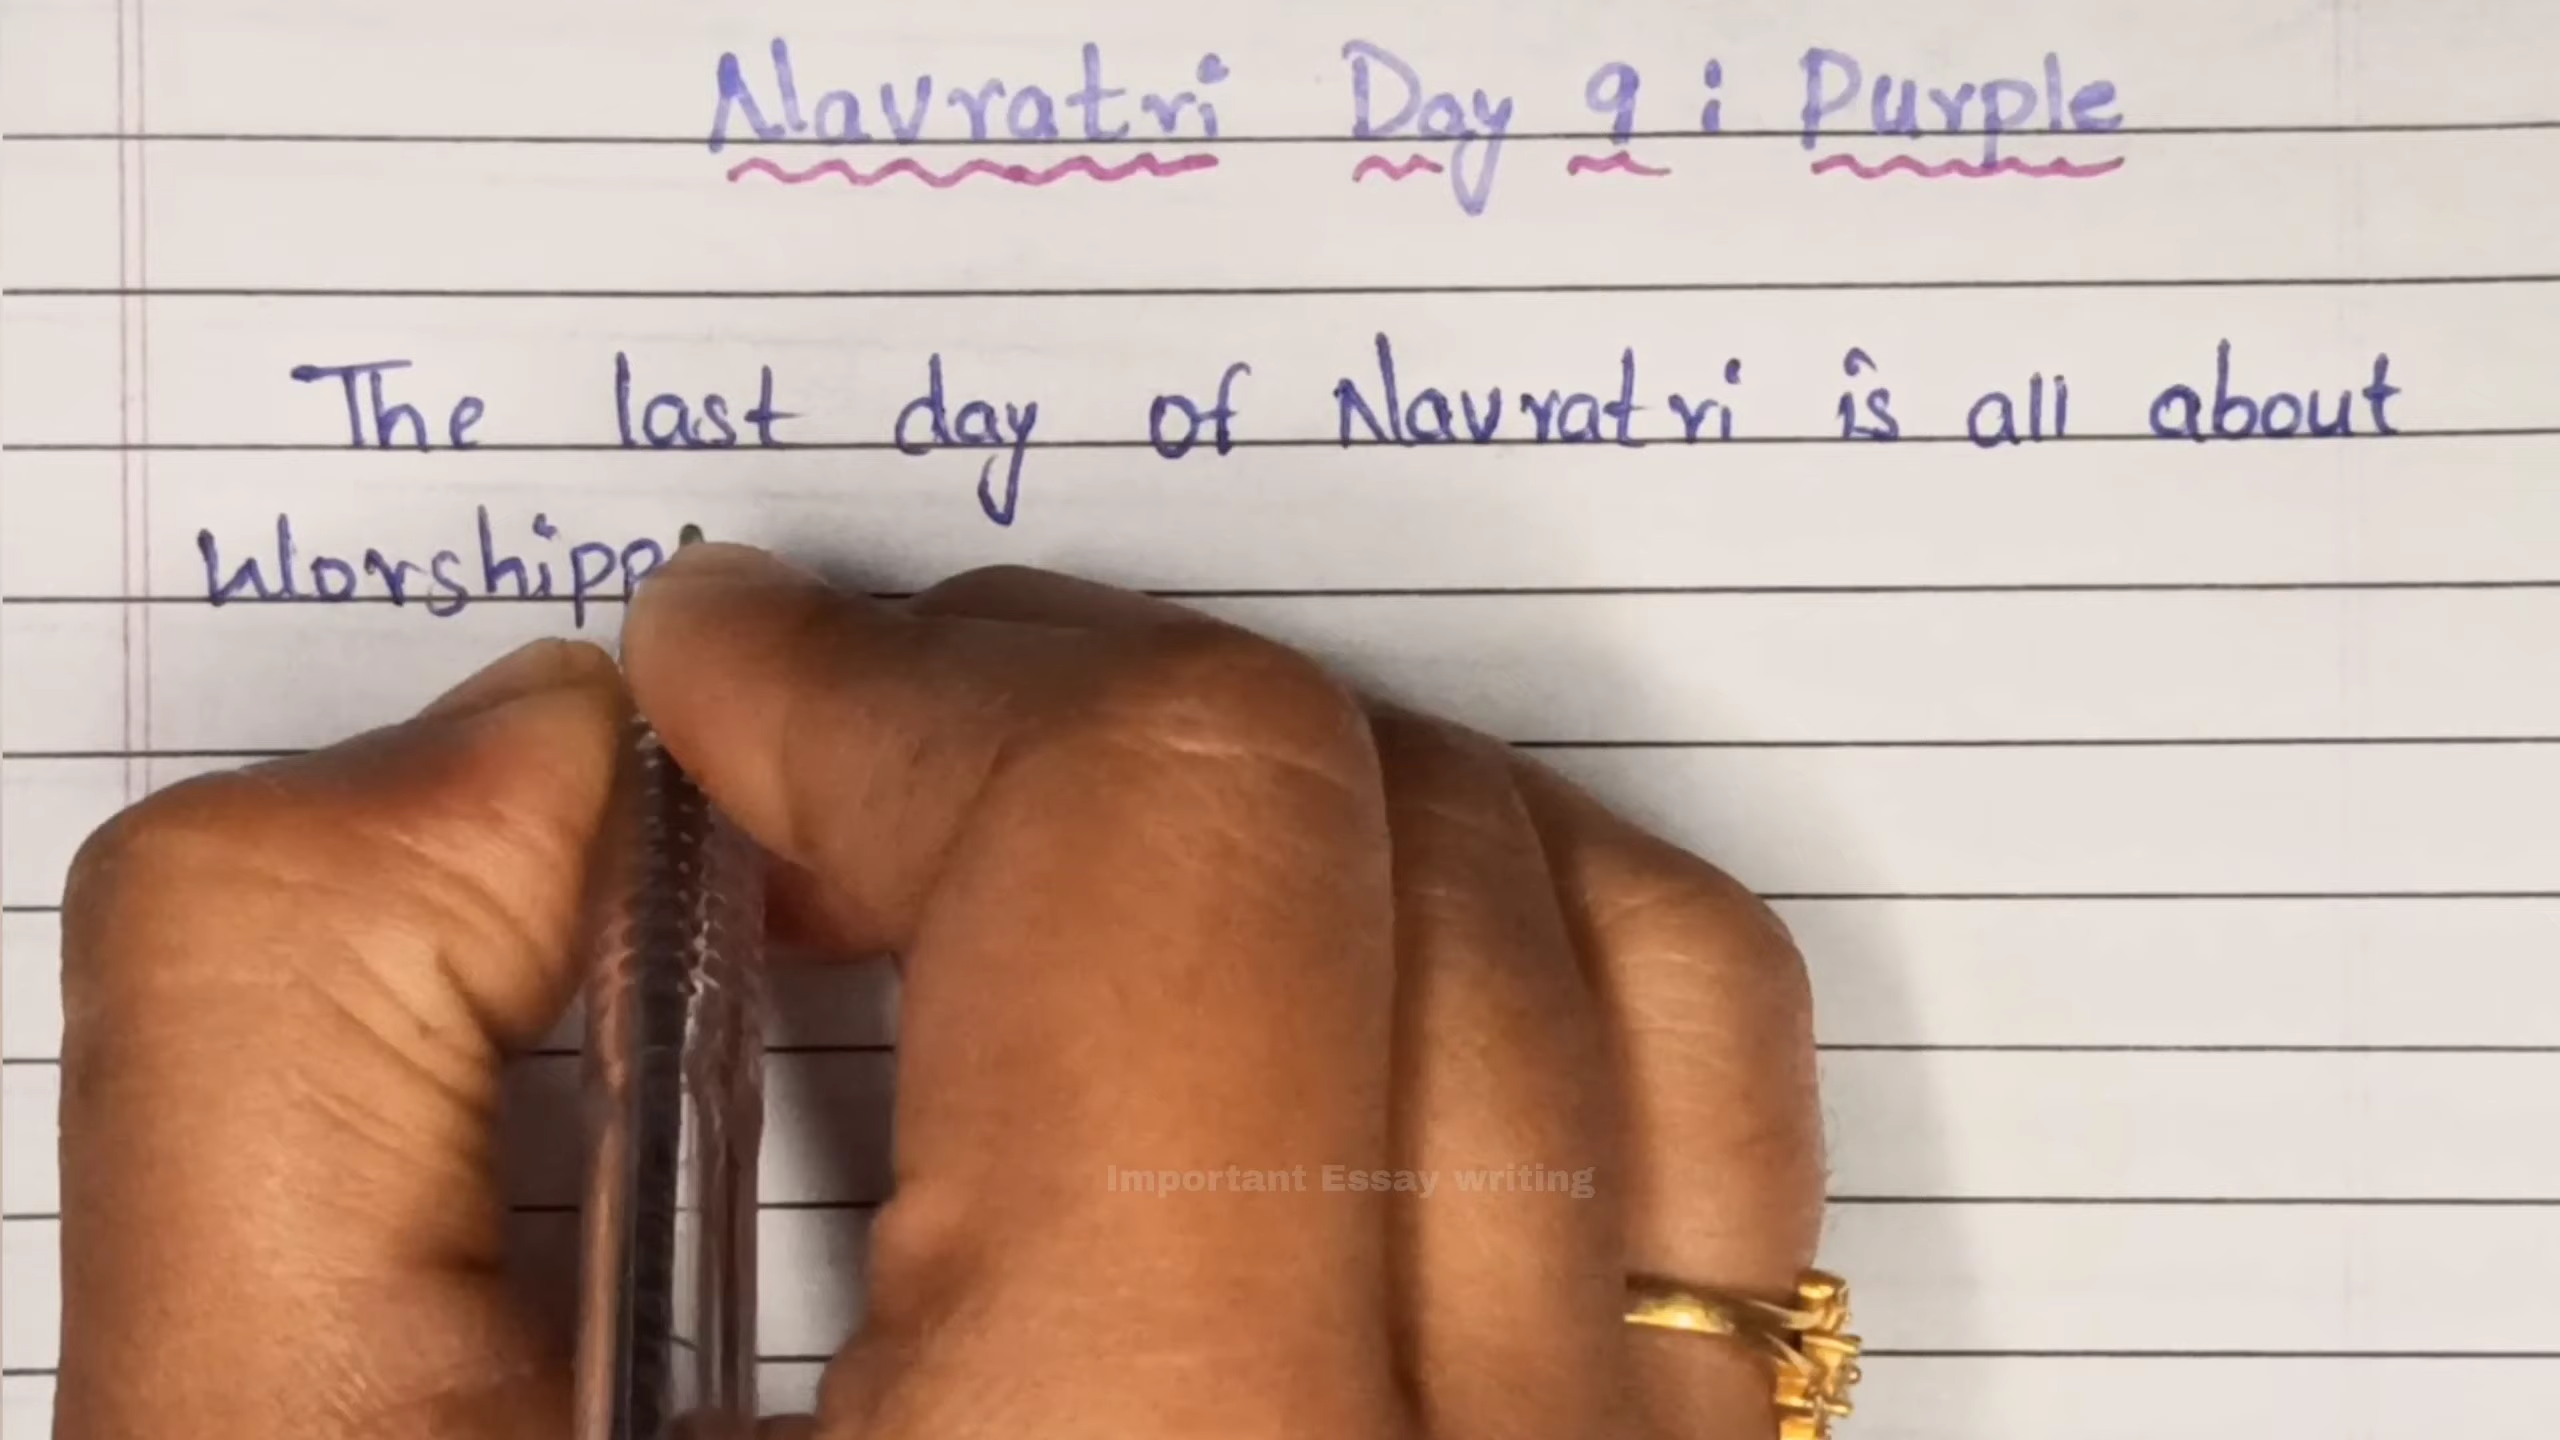 Navratri Day 9 : Purple
The last day of Navratri is all about
Worshipp
Important Essay writing